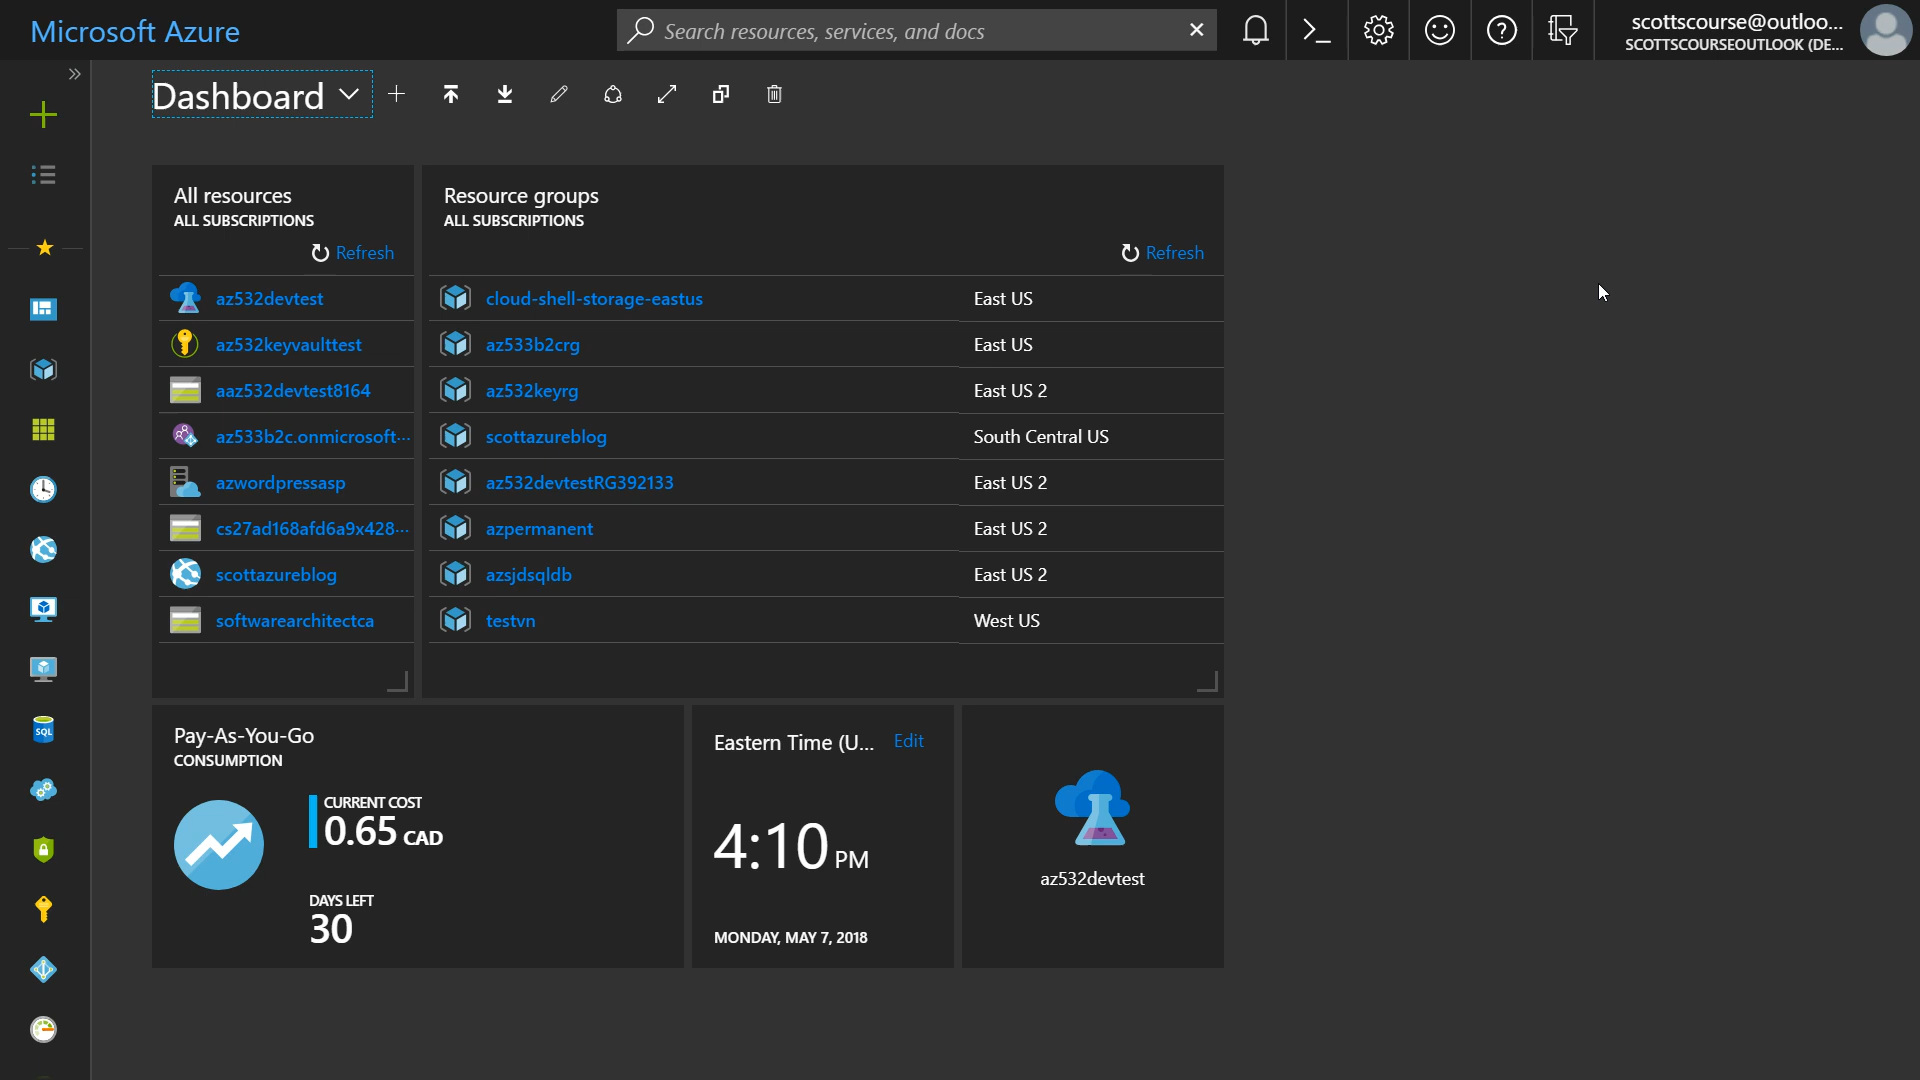 Microsoft Azure
Search resources, services, and docs
scottscourse@outloo...
SCOTTSCOURSEOUTLOOK (DE...
Dashboard
All resources
ALL SUBSCRIPTIONS
Refresh
az532devtest
az532keyvaulttest
aaz532devtest8164
az533b2c.onmicrosoft...
azwordpressasp
cs27ad168afd6a9x428...
scottazureblog
softwarearchitectca
Resource groups
ALL SUBSCRIPTIONS
Refresh
cloud-shell-storage-eastus East US
az533b2crg East US
az532keyrg East US 2
scottazureblog South Central US
az532devtestRG392133 East US 2
azpermanent East US 2
azsjdsqldb East US 2
testvn West US
Pay-As-You-Go
CONSUMPTION
CURRENT COST
0.65 CAD
DAYS LEFT
30
Eastern Time (U... Edit
4:10 PM
MONDAY, MAY 7, 2018
az532devtest
SQL